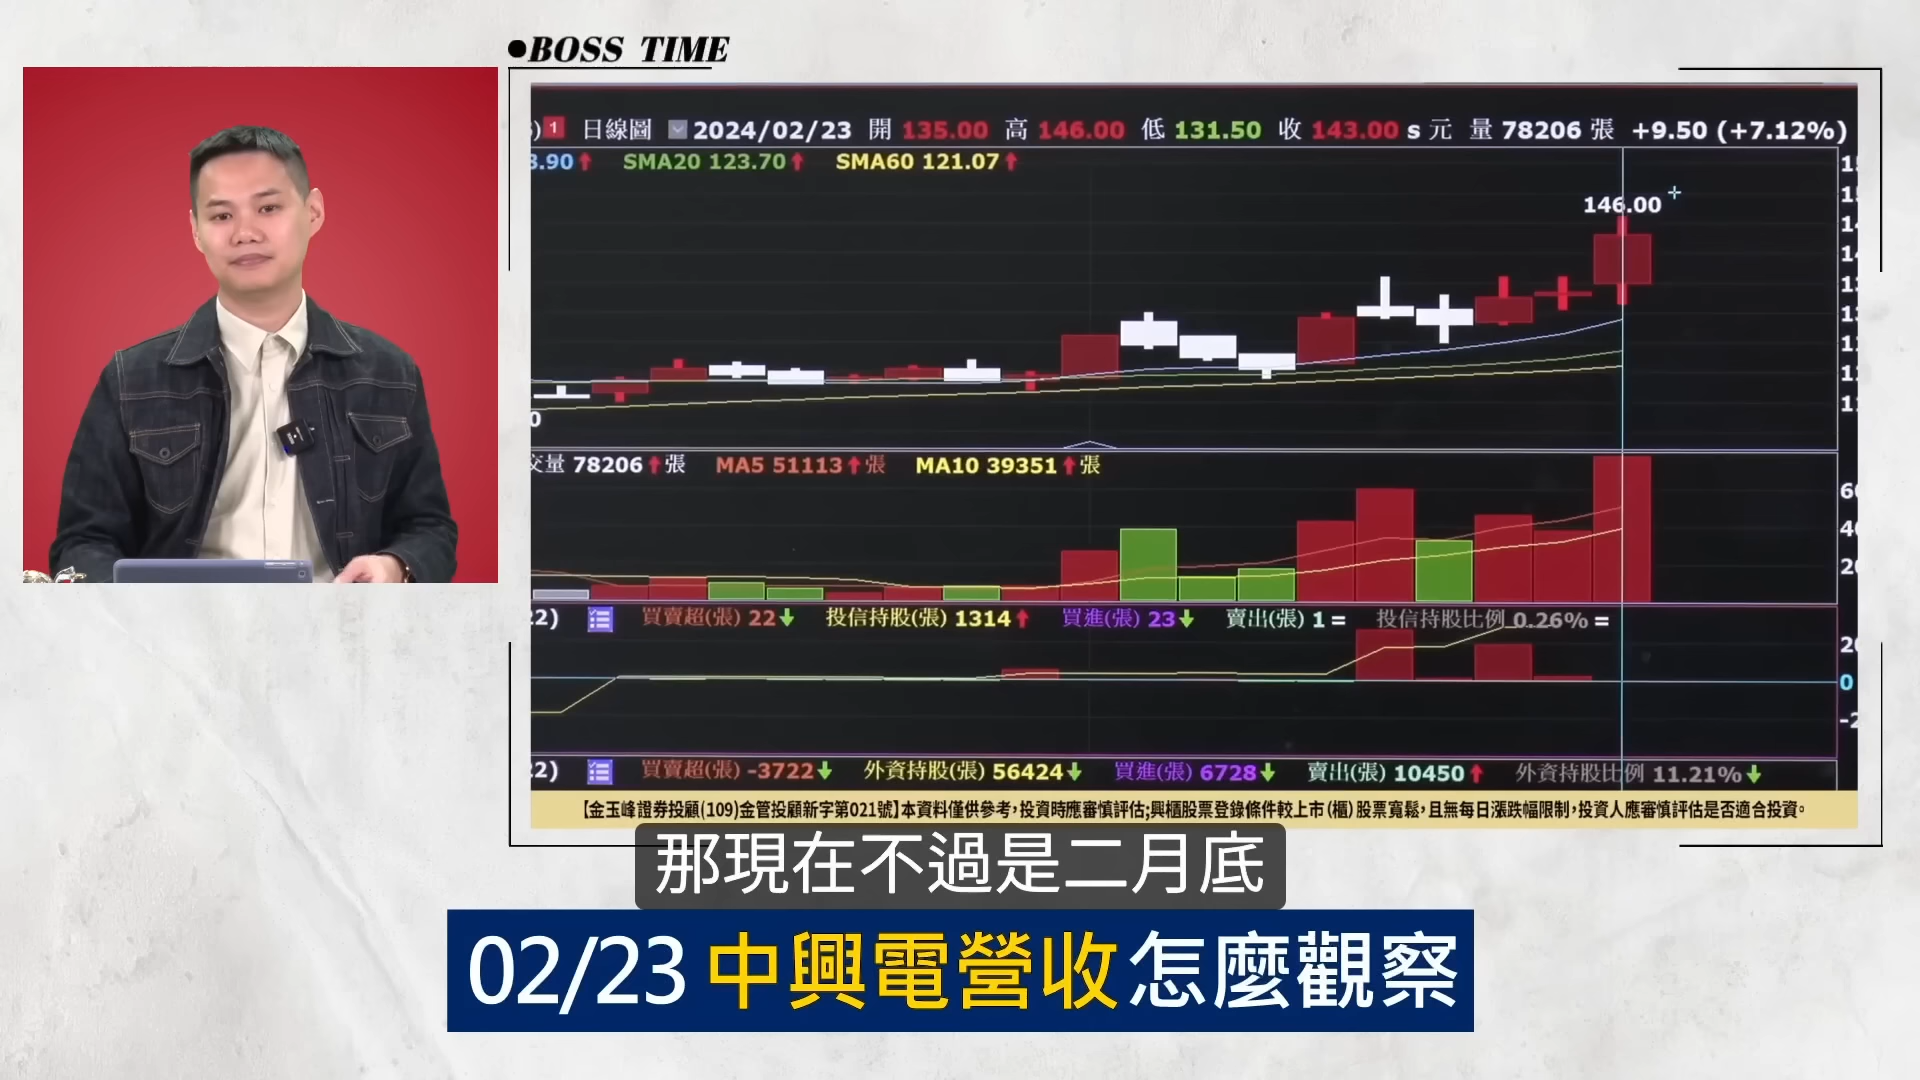 BOSS TIME
1 日線圖 2024/02/23 開 135.00 高 146.00 低 131.50 收 143.00 s 元 量 78206 張 +9.50 (+7.12%)
3.90 SMA20 123.70 SMA60 121.07
146.00
交量 78206 張 MA5 51113 張 MA10 39351 張
22) 買賣超(張) 22 投信持股(張) 1314 買進(張) 23 賣出(張) 1 = 投信持股比例 0.26% =
0
22) 買賣超(張) -3722 外資持股(張) 56424 買進(張) 6728 賣出(張) 10450 外資持股比例 11.21%
【金玉峰證券投顧(109)金管投顧新字第021號】本資料僅供參考，投資時應審慎評估;興櫃股票登錄條件較上市(櫃)股票寬鬆，且無每日漲跌幅限制，投資人應審慎評估是否適合投資。
那現在不過是二月底
02/23 中興電營收怎麼觀察